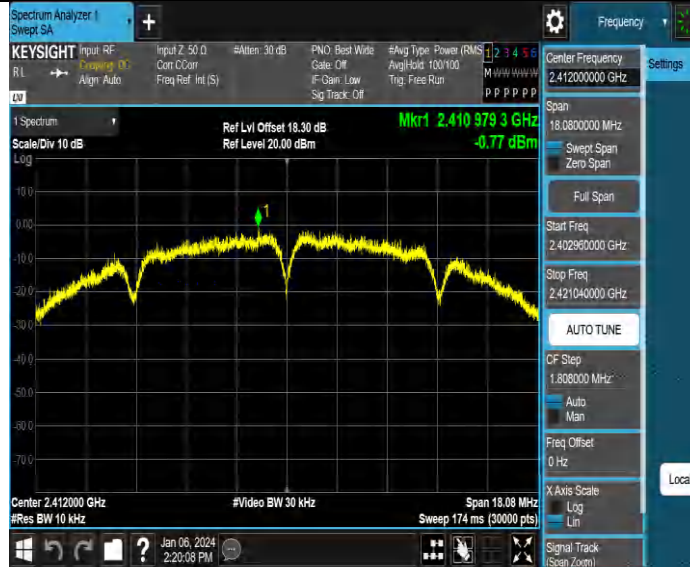 Spectrum Analyzer 1
Swept SA
+
Frequency
KEYSIGHT
RL
LXI
Input: RF
Coupling: DC
Align: Auto
Input Z: 50 Ω
Corr CCorr
Freq Ref: Int (S)
#Atten: 30 dB
PNO: Best Wide
Gate: Off
IF Gain: Low
Sig Track: Off
#Avg Type: Power (RMS
Avg|Hold: 100/100
Trig: Free Run
1 2 3 4 5 6
M W W W W W
P P P P P P
1 Spectrum
Scale/Div 10 dB
Log
Ref Lvl Offset 18.30 dB
Ref Level 20.00 dBm
Mkr1 2.410 979 3 GHz
-0.77 dBm
10.0
0.00
-10.0
-20.0
-30.0
-40.0
-50.0
-60.0
-70.0
1
Center 2.412000 GHz
#Res BW 10 kHz
#Video BW 30 kHz
Span 18.08 MHz
Sweep 174 ms (30000 pts)
?
Jan 06, 2024
2:20:08 PM
Center Frequency
2.412000000 GHz
Span
18.0800000 MHz
Swept Span
Zero Span
Full Span
Start Freq
2.402960000 GHz
Stop Freq
2.421040000 GHz
AUTO TUNE
CF Step
1.808000 MHz
Auto
Man
Freq Offset
0 Hz
X Axis Scale
Log
Lin
Signal Track
(Span Zoom)
Settings
Loca